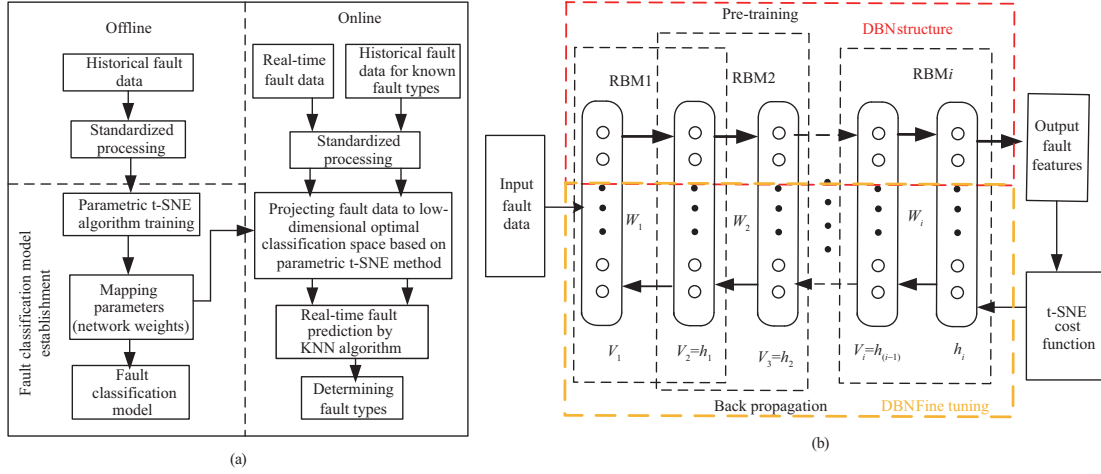 Offline
Historical fault
data
Standardized
processing
Parametric t-SNE
algorithm training
Mapping
parameters
(network weights)
Fault
classification
model
Fault classification model
establishment
Online
Real-time
fault data
Historical fault
data for known
fault types
Standardized
processing
Projecting fault data to low-
dimensional optimal
classification space based on
parametric t-SNE method
Real-time fault
prediction by
KNN algorithm
Determining
fault types
(a)
Pre-training
DBNstructure
RBM1
RBM2
RBMi
Input
fault
data
W1
W2
Wi
Output
fault
features
t-SNE
cost
function
V1
V2=h1
V3=h2
Vi=h(i−1)
hi
Back propagation
DBNFine tuning
(b)